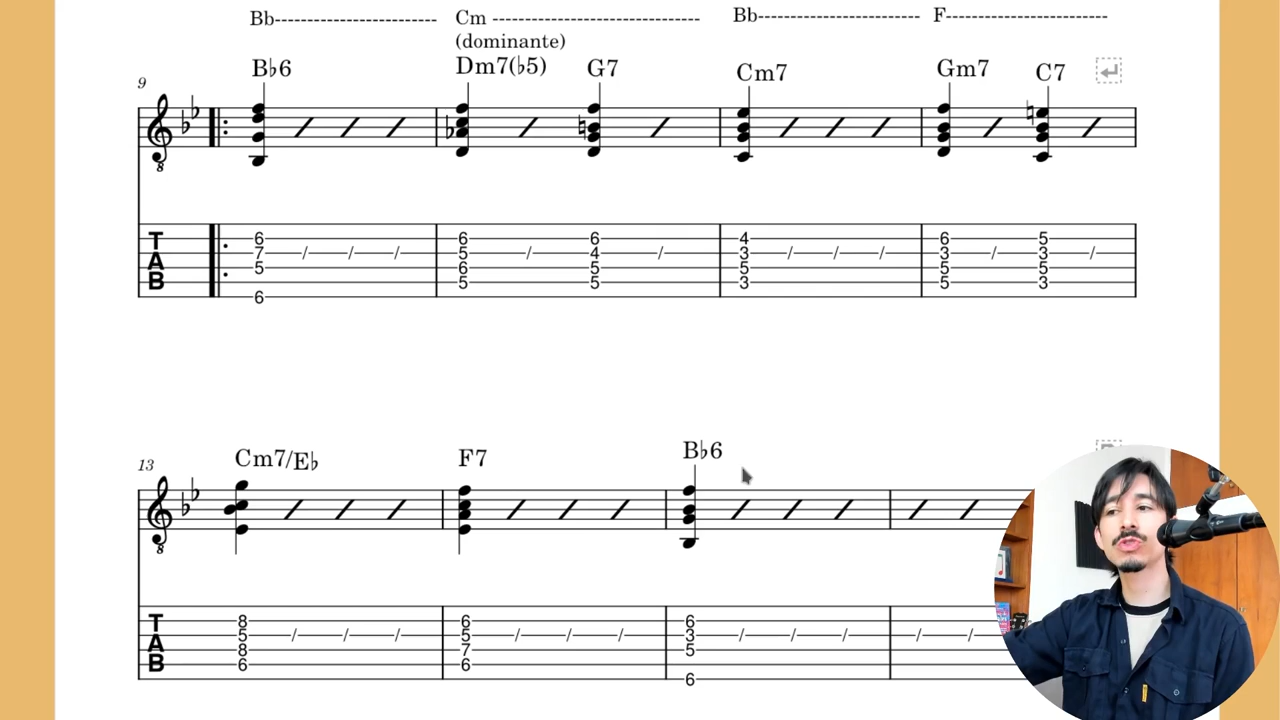 Bb------------------------- Cm -------------------------------- Bb------------------------- F-------------------------
(dominante)
B♭6 Dm7(♭5) G7 Cm7 Gm7 C7
9
8
T 6 6 6 4 6 5
A 7 5 4 3 3 3
5 6 5 5 5 5
B 5 5 3 5 3
6
Cm7/E♭ F7 B♭6
13
8
T 8 6 6
A 5 5 3
8 7 5
B 6 6
6